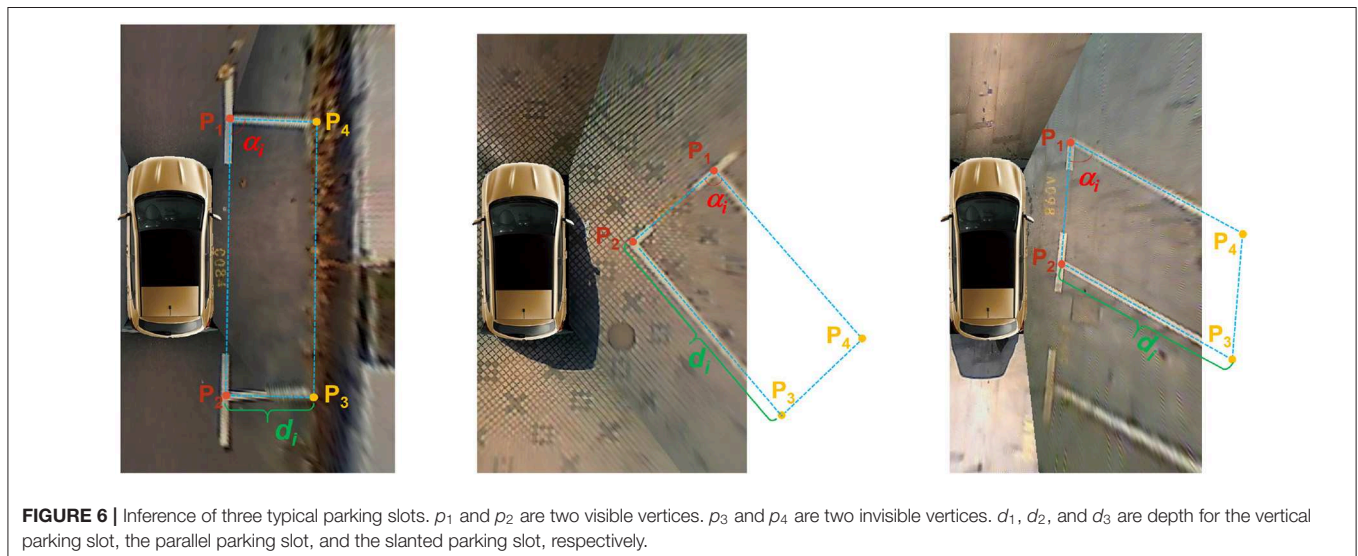 P1
αi
P4
0084
P2
P3
di
P1
αi
P2
P4
di
P3
P1
αi
A098
P4
P2
P3
di
FIGURE 6 | Inference of three typical parking slots. p1 and p2 are two visible vertices. p3 and p4 are two invisible vertices. d1, d2, and d3 are depth for the vertical
parking slot, the parallel parking slot, and the slanted parking slot, respectively.